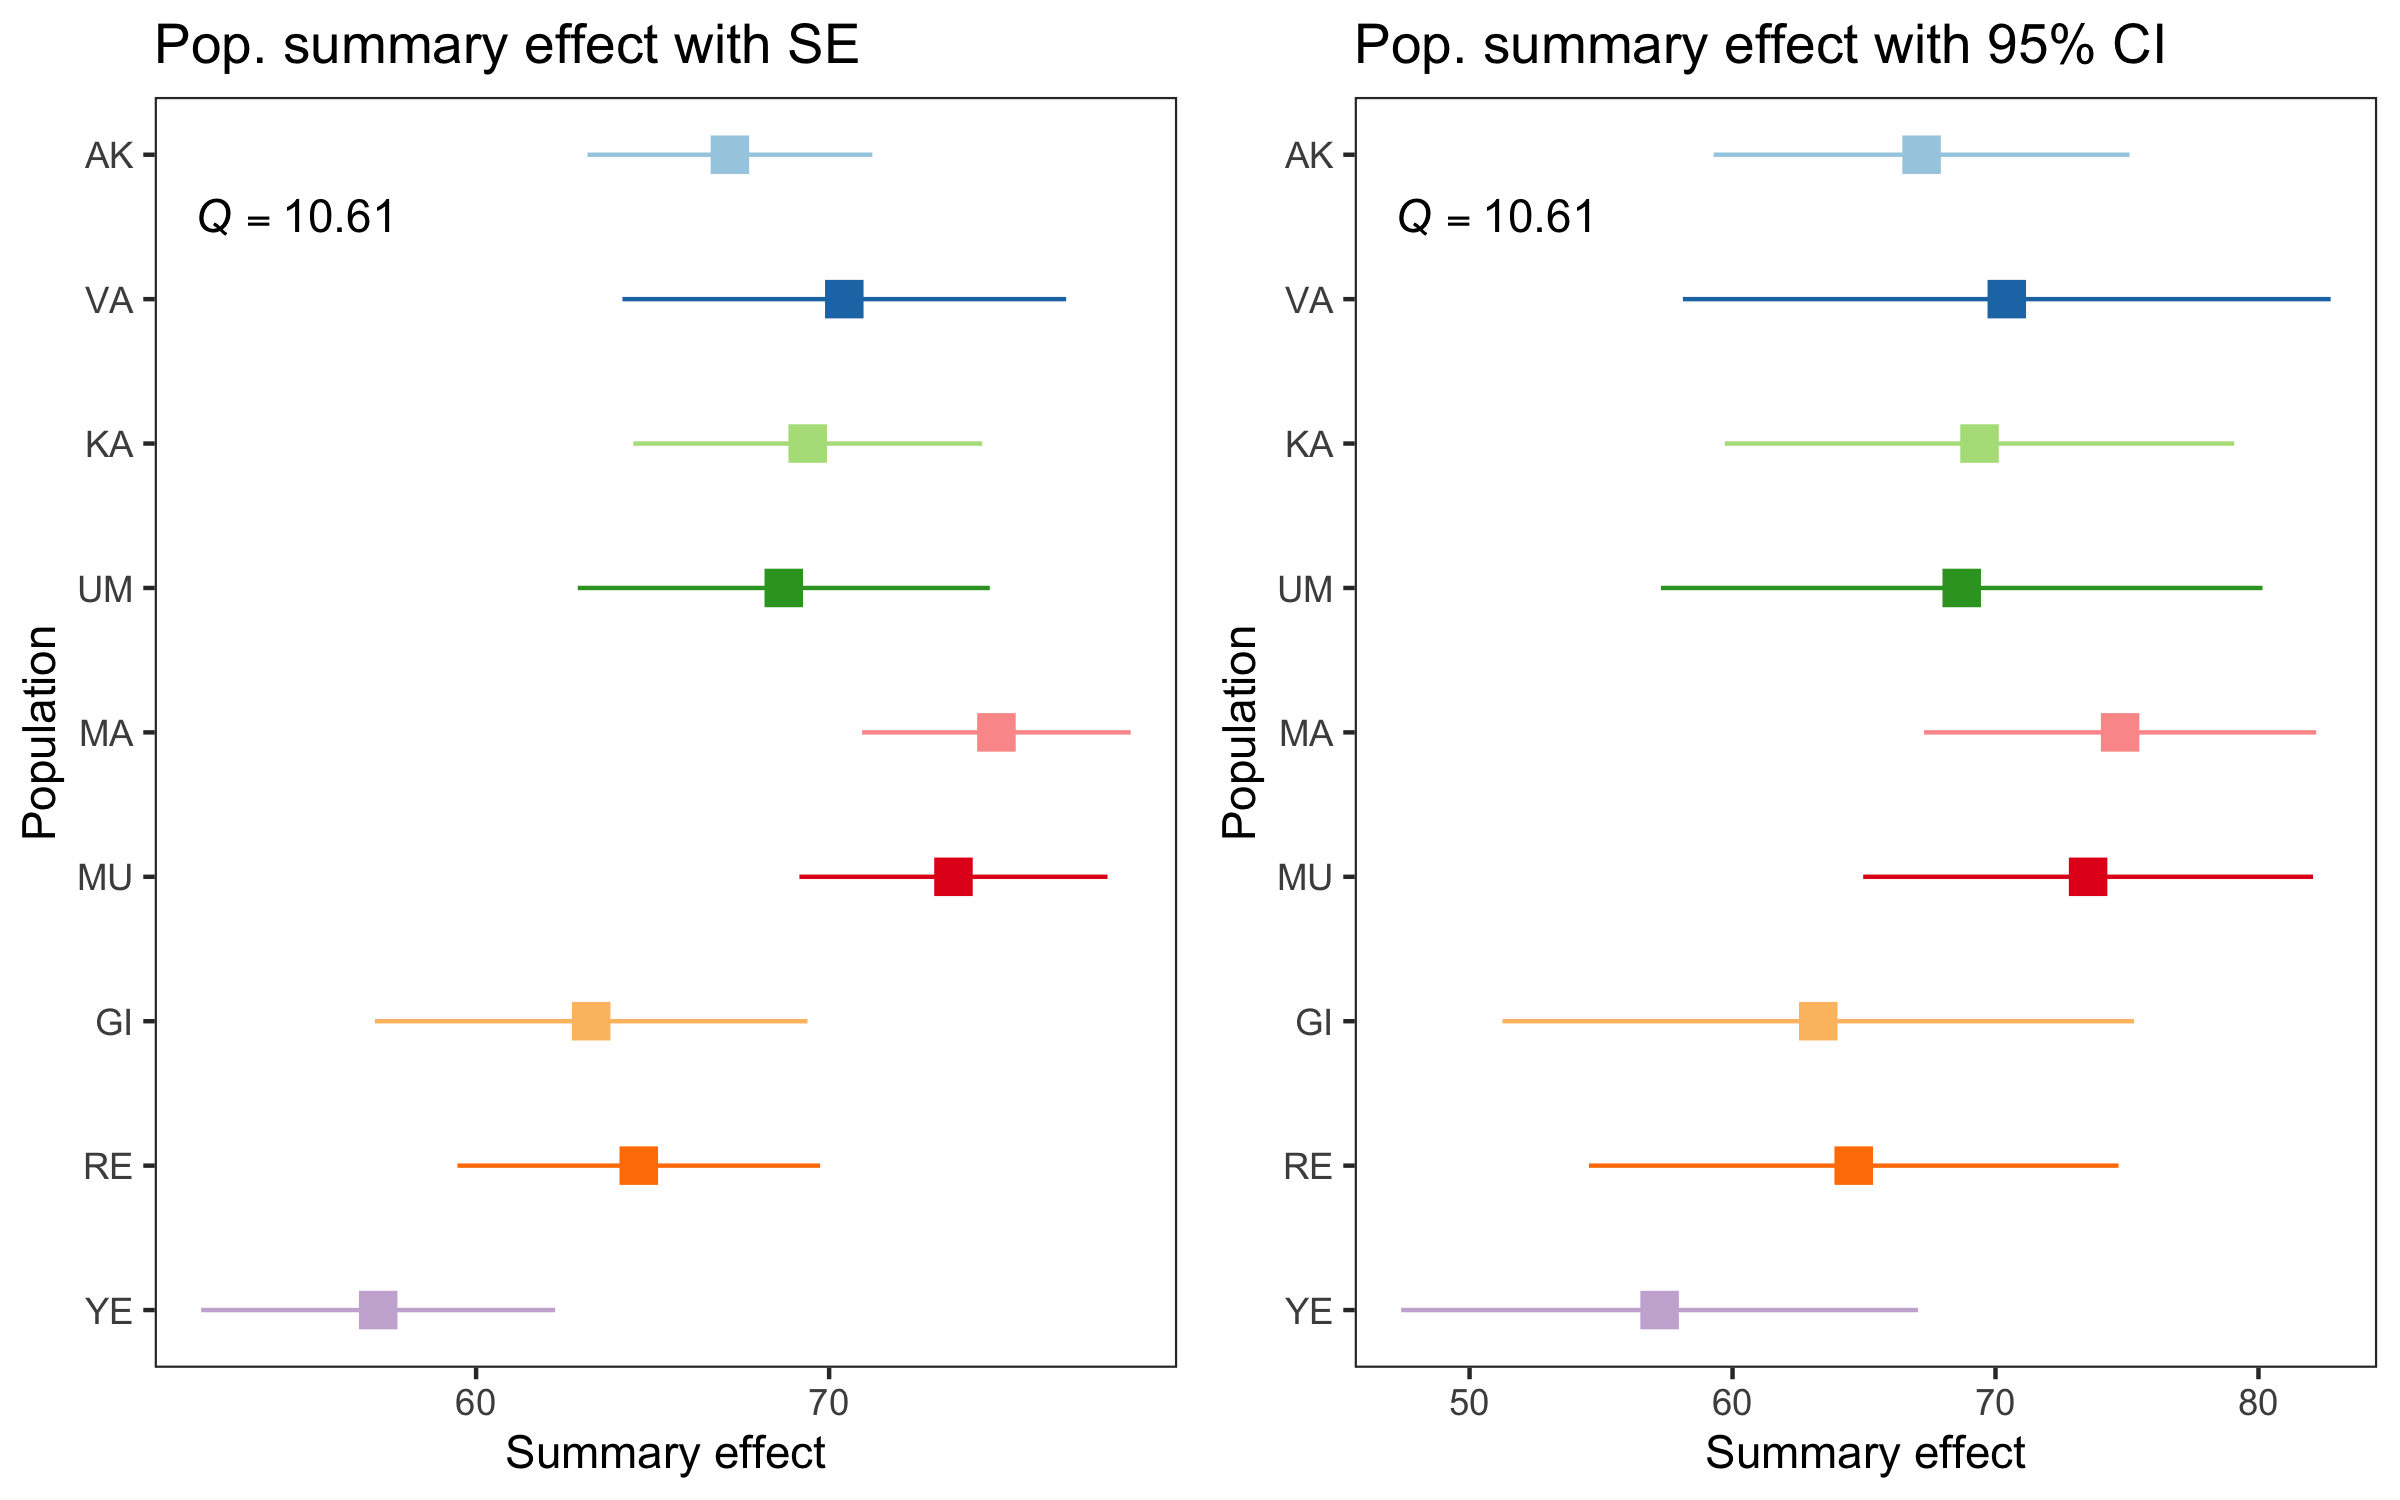 Pop. summary effect with SE
AK
Q = 10.61
VA
KA
UM
MA
MU
GI
RE
YE
Population
60 70
Summary effect
Pop. summary effect with 95% CI
AK
Q = 10.61
VA
KA
UM
MA
MU
GI
RE
YE
Population
50 60 70 80
Summary effect